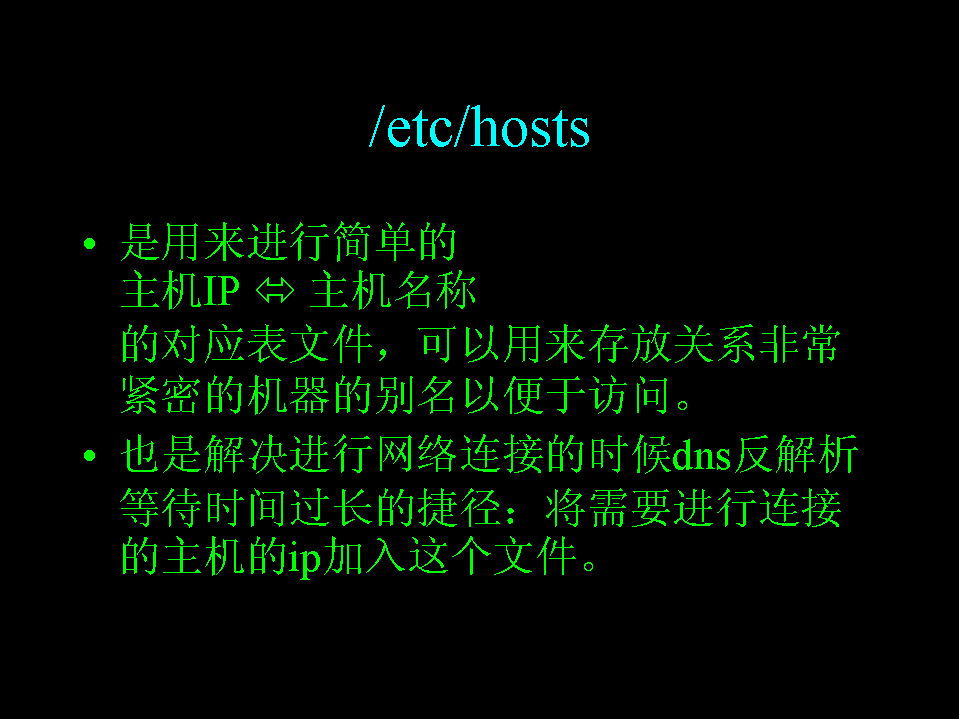 /etc/hosts
• 是用来进行简单的
主机IP ⇔ 主机名称
的对应表文件，可以用来存放关系非常
紧密的机器的别名以便于访问。
• 也是解决进行网络连接的时候dns反解析
等待时间过长的捷径：将需要进行连接
的主机的ip加入这个文件。